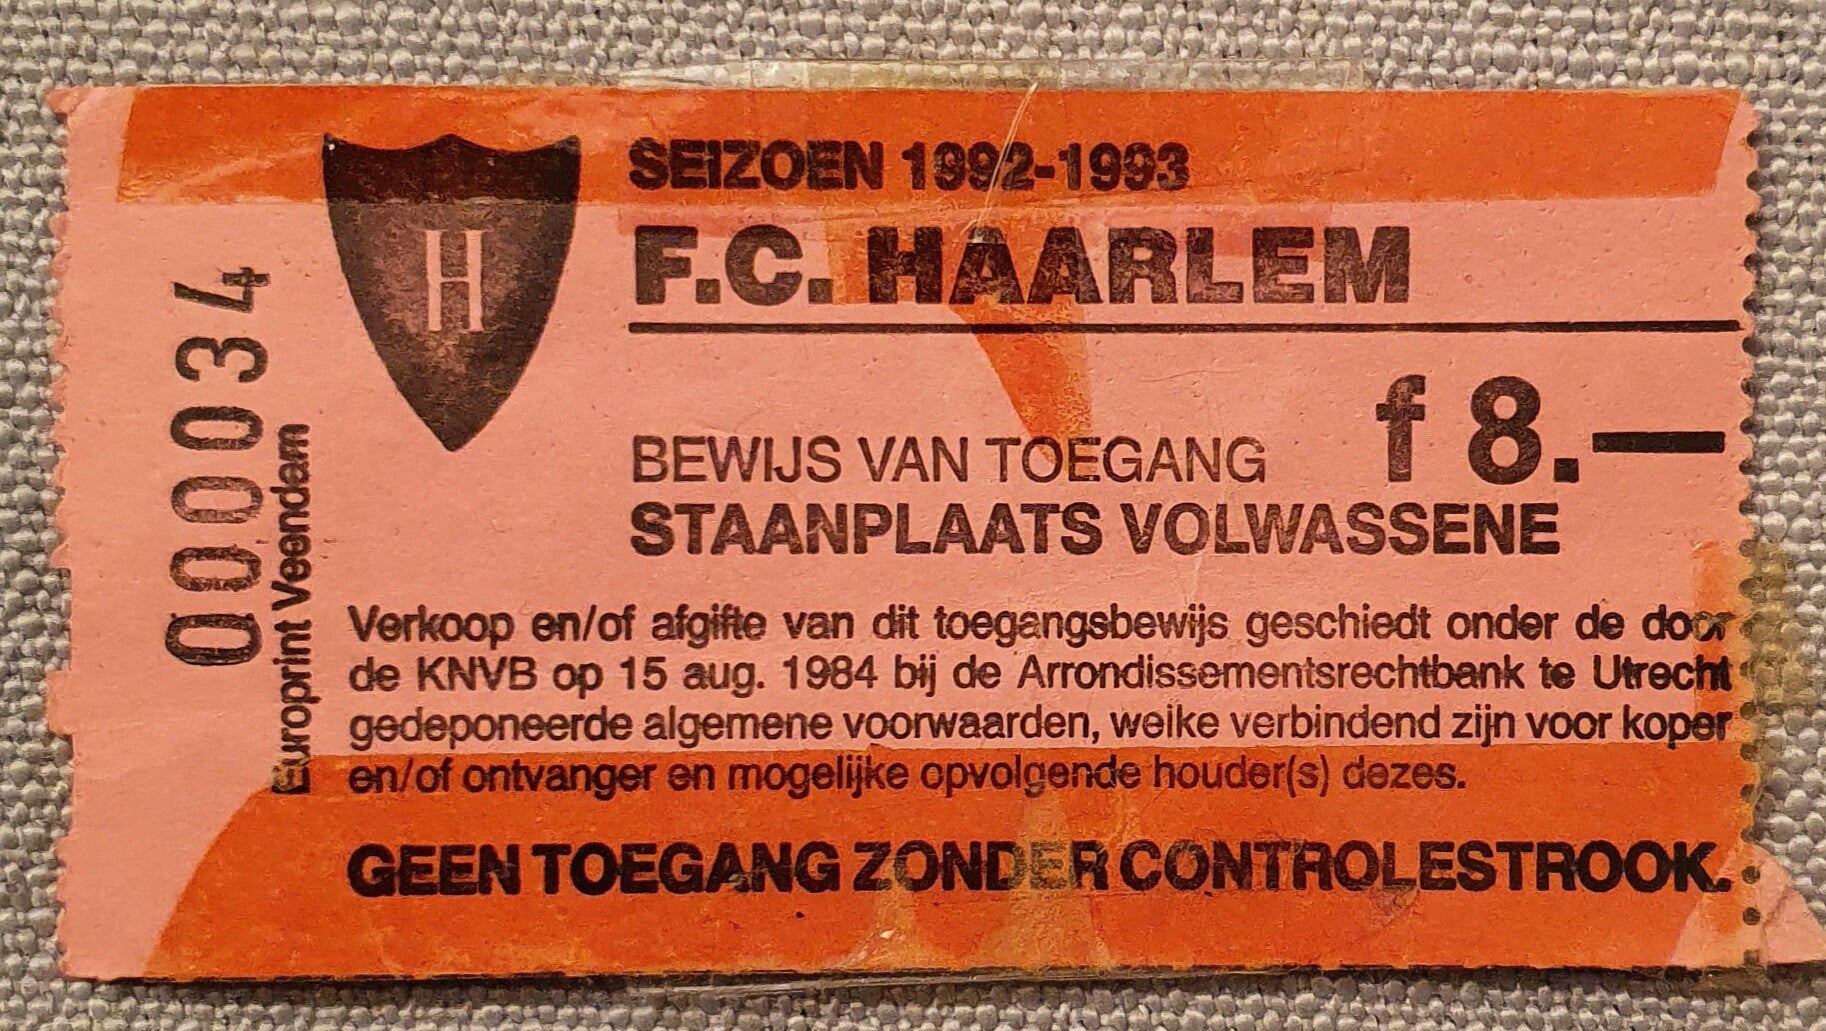 SEIZOEN 1992-1993
F.C. HAARLEM
H
f 8.—
BEWIJS VAN TOEGANG
STAANPLAATS VOLWASSENE
Verkoop en/of afgifte van dit toegangsbewijs geschiedt onder de door
de KNVB op 15 aug. 1984 bij de Arrondissementsrechtbank te Utrecht
gedeponeerde algemene voorwaarden, welke verbindend zijn voor koper
en/of ontvanger en mogelijke opvolgende houder(s) dezes.
GEEN TOEGANG ZONDER CONTROLESTROOK.
000034
Europrint Veendam